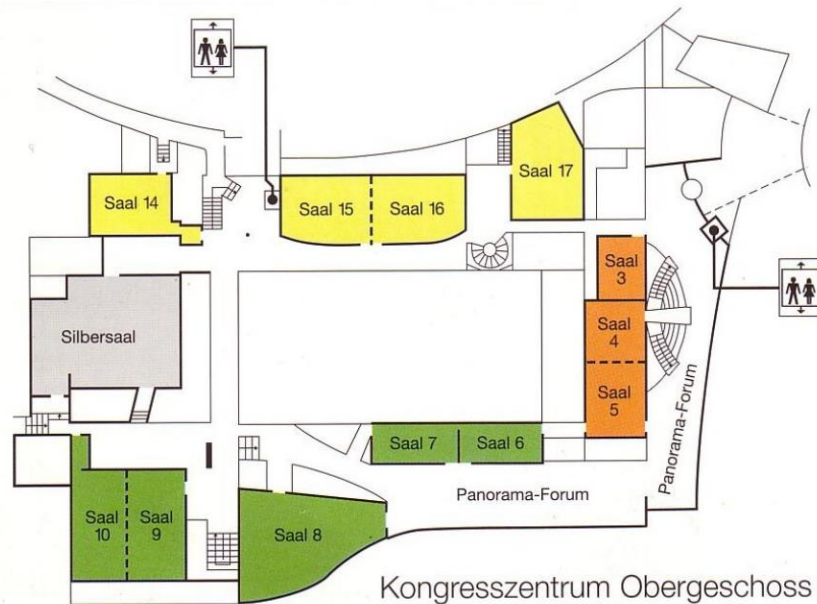 Saal 17
Saal 14
Saal 15
Saal 16
Saal
3
Silbersaal
Saal
4
Saal
5
Saal 7
Saal 6
Panorama-Forum
Panorama-Forum
Saal
10
Saal
9
Saal 8
Kongresszentrum Obergeschoss